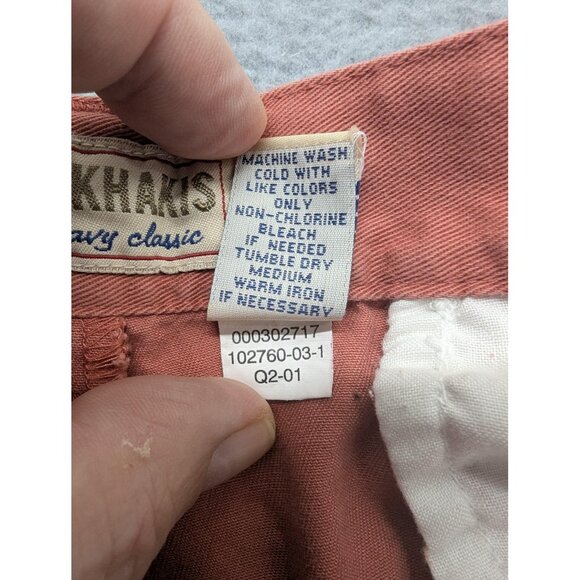 KHAKIS
avy classic
MACHINE WASH
COLD WITH
LIKE COLORS
ONLY
NON-CHLORINE
BLEACH
IF NEEDED
TUMBLE DRY
MEDIUM
WARM IRON
IF NECESSARY
000302717
102760-03-1
Q2-01